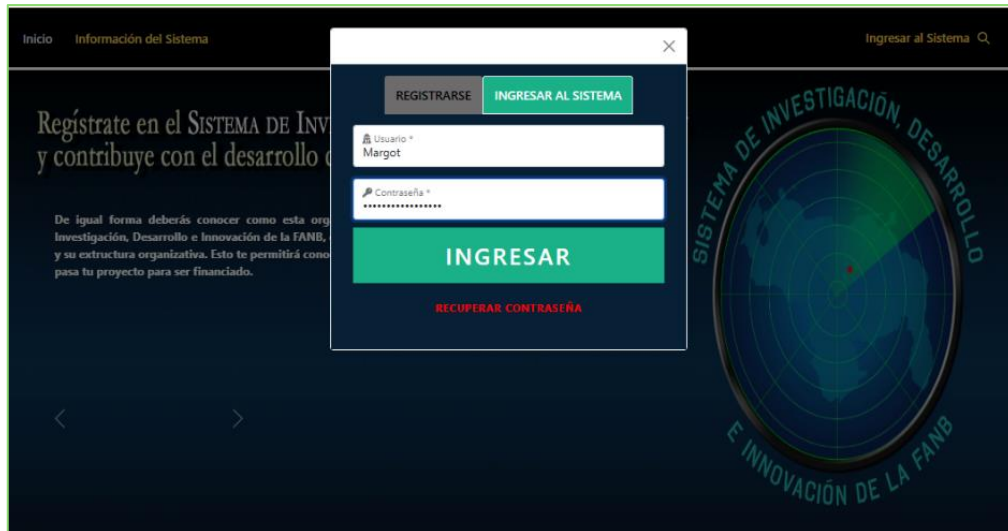 Inicio Información del Sistema
Ingresar al Sistema
REGISTRARSE INGRESAR AL SISTEMA
Usuario *
Margot
Contraseña *
•••••••••••••••••
INGRESAR
RECUPERAR CONTRASEÑA
Regístrate en el SISTEMA DE INV
y contribuye con el desarrollo
De igual forma deberás conocer como esta org
Investigación, Desarrollo e Innovación de la FANB,
y su extructura organizativa. Esto te permitirá cono
pasa tu proyecto para ser financiado.
SISTEMA DE INVESTIGACIÓN, DESARROLLO
E INNOVACIÓN DE LA FANB